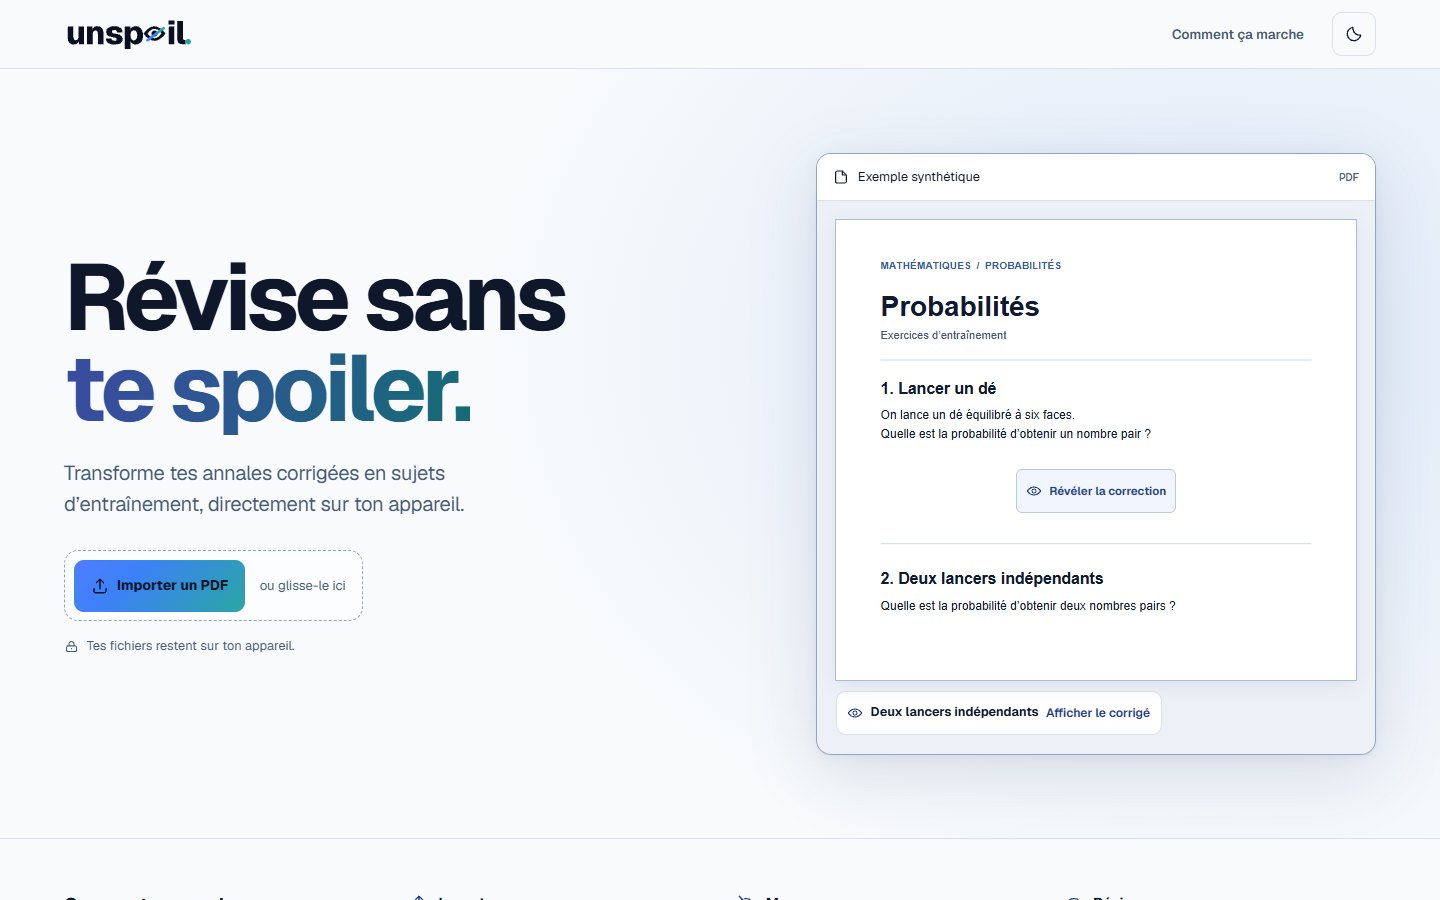 unspoil.
Comment ça marche
Révise sans
te spoiler.
Transforme tes annales corrigées en sujets
d’entraînement, directement sur ton appareil.
Importer un PDF
ou glisse-le ici
Tes fichiers restent sur ton appareil.
Exemple synthétique
PDF
MATHÉMATIQUES / PROBABILITÉS
Probabilités
Exercices d’entraînement
1. Lancer un dé
On lance un dé équilibré à six faces.
Quelle est la probabilité d’obtenir un nombre pair ?
Révéler la correction
2. Deux lancers indépendants
Quelle est la probabilité d’obtenir deux nombres pairs ?
Deux lancers indépendants Afficher le corrigé